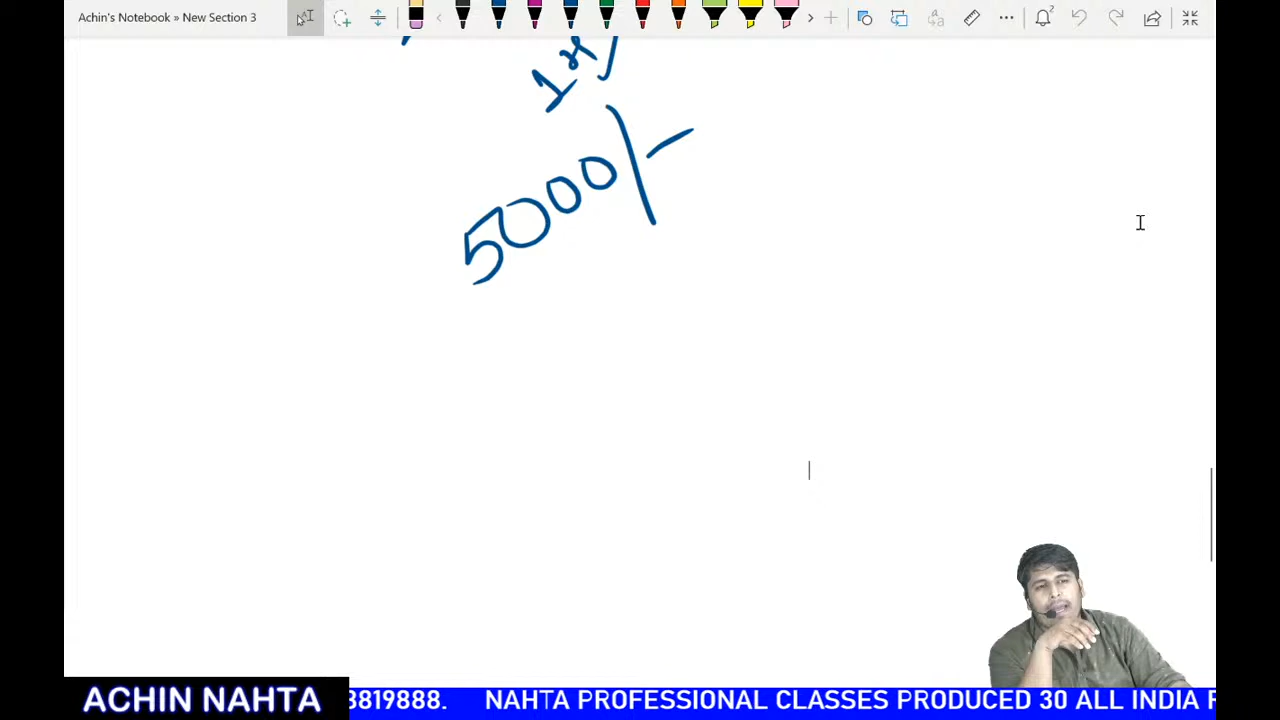 Achin's Notebook » New Section 3
5000/-
ACHIN NAHTA
3819888. NAHTA PROFESSIONAL CLASSES PRODUCED 30 ALL INDIA